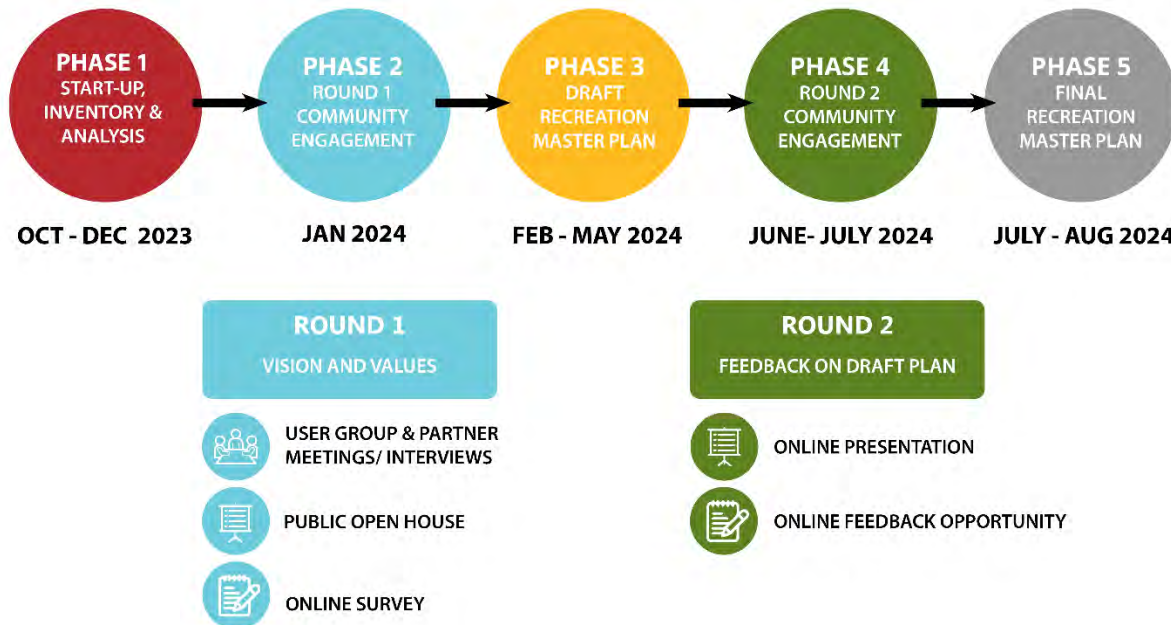 PHASE 1
START-UP,
INVENTORY &
ANALYSIS
PHASE 2
ROUND 1
COMMUNITY
ENGAGEMENT
PHASE 3
DRAFT
RECREATION
MASTER PLAN
PHASE 4
ROUND 2
COMMUNITY
ENGAGEMENT
PHASE 5
FINAL
RECREATION
MASTER PLAN
OCT - DEC 2023
JAN 2024
FEB - MAY 2024
JUNE- JULY 2024
JULY - AUG 2024
ROUND 1
VISION AND VALUES
USER GROUP & PARTNER
MEETINGS/ INTERVIEWS
PUBLIC OPEN HOUSE
ONLINE SURVEY
ROUND 2
FEEDBACK ON DRAFT PLAN
ONLINE PRESENTATION
ONLINE FEEDBACK OPPORTUNITY